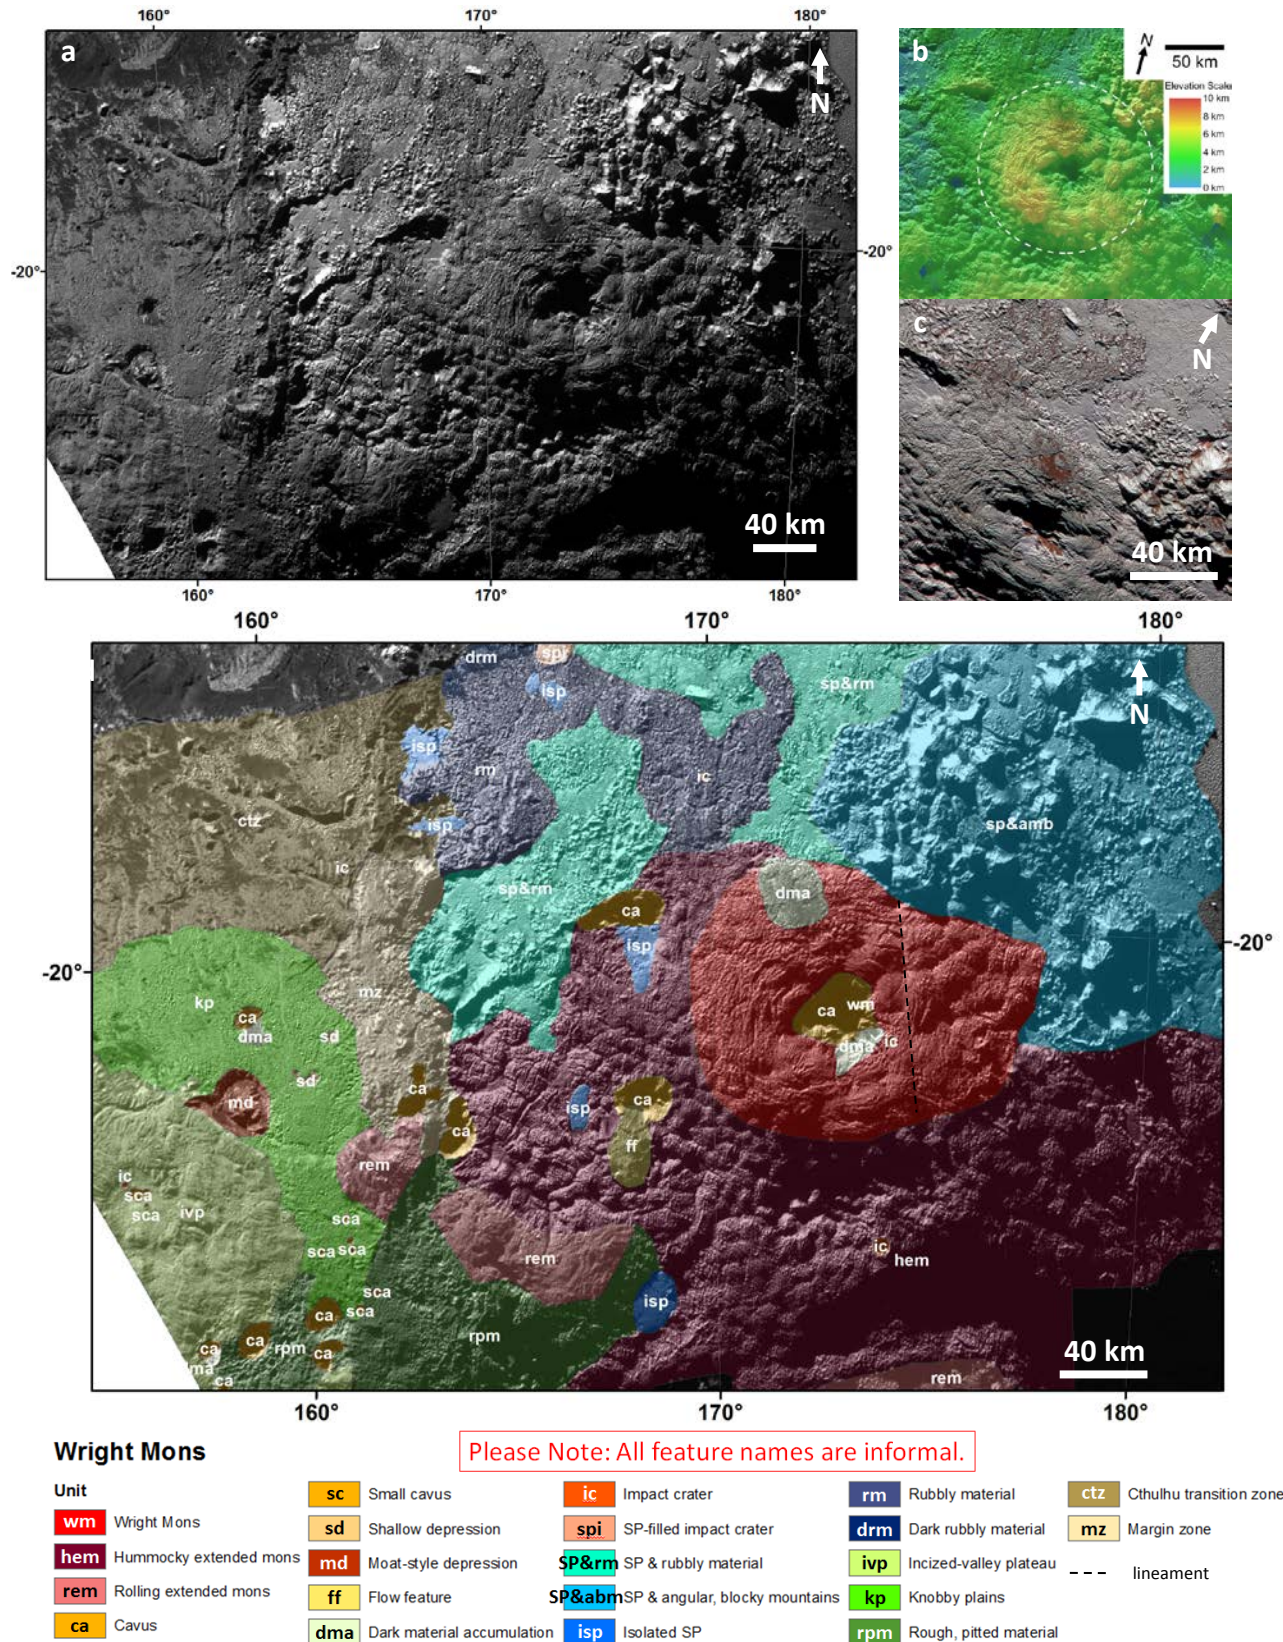 160°
170°
180°
a
N
-20°
-20°
40 km
160°
170°
180°
b
N
50 km
Elevation Scale
10 km
8 km
6 km
4 km
2 km
0 km
c
N
40 km
160°
170°
180°
drm
spi
isp
sp&rm
N
isp
rm
ic
ctz
isp
sp&amb
ic
sp&rm
dma
ca
isp
-20°
-20°
kp
mz
ca
wm
ca
dma
sd
dma
ic
sd
md
ca
ca
isp
ca
ff
rem
ic
sca
sca
ivp
sca
sca
sca
rem
ic
hem
sca
sca
isp
ca
ca
rpm
ca
rpm
ca
ma
ca
rem
40 km
160°
170°
180°
Wright Mons
Please Note: All feature names are informal.
Unit
wm Wright Mons
hem Hummocky extended mons
rem Rolling extended mons
ca Cavus
sc Small cavus
sd Shallow depression
md Moat-style depression
ff Flow feature
dma Dark material accumulation
ic Impact crater
spi SP-filled impact crater
SP&rm SP & rubbly material
SP&abm SP & angular, blocky mountains
isp Isolated SP
rm Rubbly material
drm Dark rubbly material
ivp Incized-valley plateau
kp Knobby plains
rpm Rough, pitted material
ctz Cthulhu transition zone
mz Margin zone
lineament